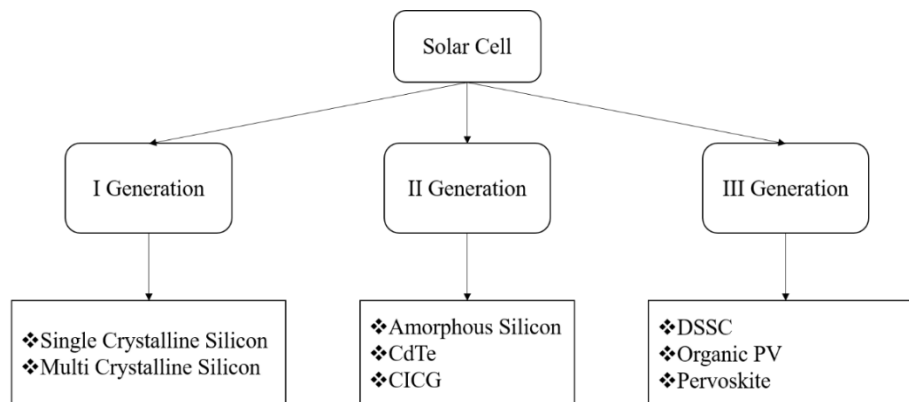 Solar Cell
I Generation
II Generation
III Generation
❖Single Crystalline Silicon
❖Multi Crystalline Silicon
❖Amorphous Silicon
❖CdTe
❖CICG
❖DSSC
❖Organic PV
❖Pervoskite